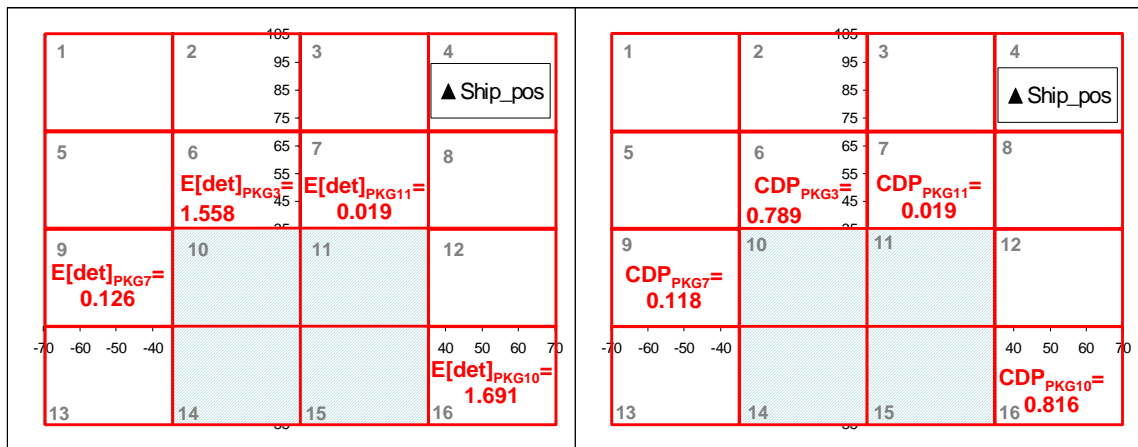 1 2 3 4
105
95
85
75
▲ Ship_pos
5 6 7 8
65
55
45
E[det]PKG3=
1.558
E[det]PKG11=
0.019
9 10 11 12
E[det]PKG7=
0.126
-70 -60 -50 -40 40 50 60 70
E[det]PKG10=
1.691
13 14 15 16
1 2 3 4
105
95
85
75
▲ Ship_pos
5 6 7 8
65
55
45
CDPPKG3=
0.789
CDPPKG11=
0.019
9 10 11 12
CDPPKG7=
0.118
-70 -60 -50 -40 40 50 60 70
CDPPKG10=
0.816
13 14 15 16